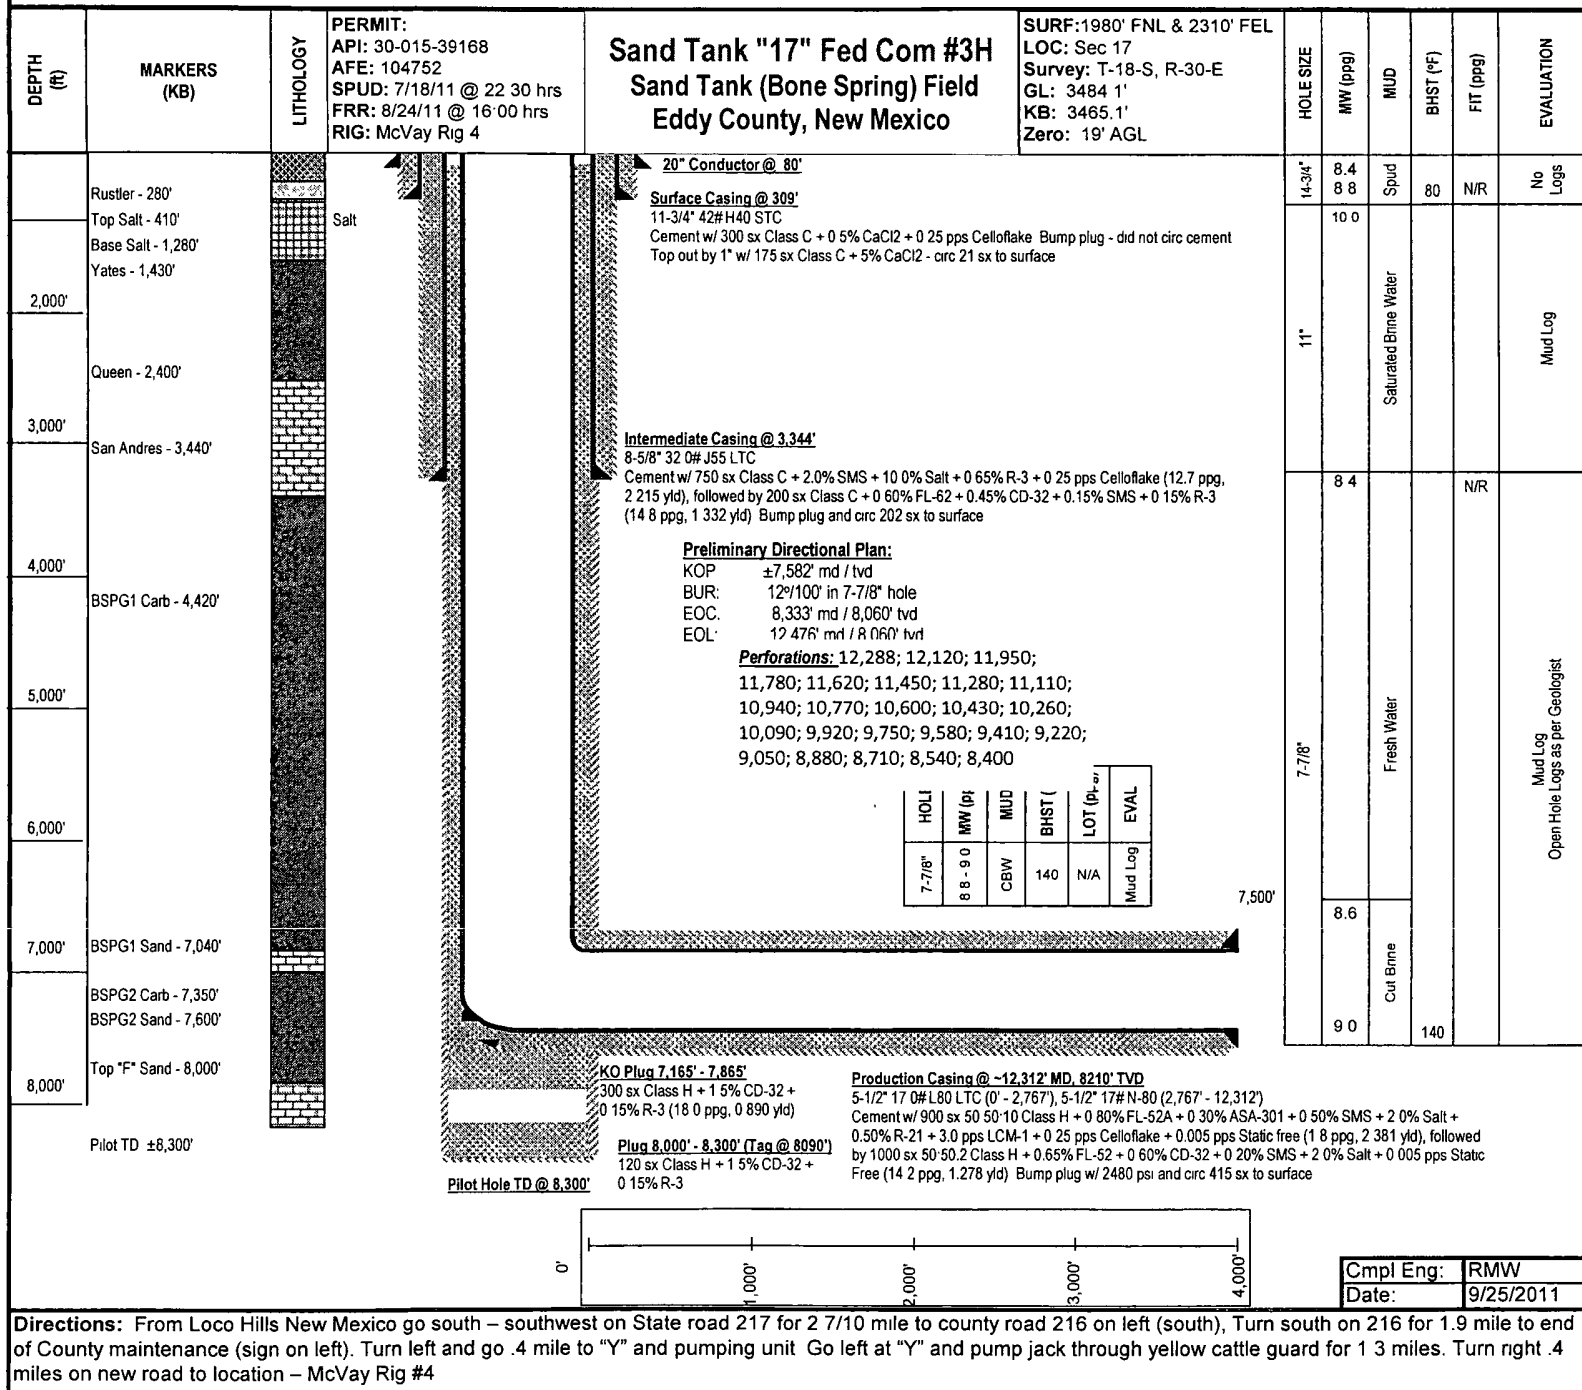 DEPTH (ft)
MARKERS (KB)
LITHOLOGY
PERMIT:
API: 30-015-39168
AFE: 104752
SPUD: 7/18/11 @ 22 30 hrs
FRR: 8/24/11 @ 16:00 hrs
RIG: McVay Rig 4
Sand Tank "17" Fed Com #3H
Sand Tank (Bone Spring) Field
Eddy County, New Mexico
SURF:1980' FNL & 2310' FEL
LOC: Sec 17
Survey: T-18-S, R-30-E
GL: 3484 1'
KB: 3465.1'
Zero: 19' AGL
HOLE SIZE
MW (ppg)
MUD
BHST (°F)
FIT (ppg)
EVALUATION
Rustler - 280'
Top Salt - 410'
Salt
Base Salt - 1,280'
Yates - 1,430'
2,000'
Queen - 2,400'
3,000'
San Andres - 3,440'
4,000'
BSPG1 Carb - 4,420'
5,000'
6,000'
7,000'
BSPG1 Sand - 7,040'
BSPG2 Carb - 7,350'
BSPG2 Sand - 7,600'
Top "F" Sand - 8,000'
8,000'
Pilot TD ±8,300'
20" Conductor @ 80'
Surface Casing @ 309'
11-3/4" 42# H40 STC
Cement w/ 300 sx Class C + 0 5% CaCl2 + 0 25 pps Celloflake Bump plug - did not circ cement
Top out by 1" w/ 175 sx Class C + 5% CaCl2 - circ 21 sx to surface
Intermediate Casing @ 3,344'
8-5/8" 32 0# J55 LTC
Cement w/ 750 sx Class C + 2.0% SMS + 10 0% Salt + 0 65% R-3 + 0 25 pps Celloflake (12.7 ppg,
2 215 yld), followed by 200 sx Class C + 0 60% FL-62 + 0.45% CD-32 + 0.15% SMS + 0 15% R-3
(14 8 ppg, 1 332 yld) Bump plug and circ 202 sx to surface
Preliminary Directional Plan:
KOP ±7,582' md / tvd
BUR: 12º/100' in 7-7/8" hole
EOC. 8,333' md / 8,060' tvd
EOL: 12 476' md / 8 060' tvd
Perforations: 12,288; 12,120; 11,950;
11,780; 11,620; 11,450; 11,280; 11,110;
10,940; 10,770; 10,600; 10,430; 10,260;
10,090; 9,920; 9,750; 9,580; 9,410; 9,220;
9,050; 8,880; 8,710; 8,540; 8,400
HOLI
MW (p
MUD
BHST (
LOT (p
EVAL
7-7/8"
8 8 - 9 0
CBW
140
N/A
Mud Log
7,500'
14-3/4"
8.4
8 8
Spud
80
N/R
No Logs
11"
10 0
Saturated Brine Water
Mud Log
7-7/8"
8 4
Fresh Water
N/R
Mud Log
Open Hole Logs as per Geologist
8.6
Cut Brine
9 0
140
KO Plug 7,165' - 7,865'
300 sx Class H + 1 5% CD-32 +
0 15% R-3 (18 0 ppg, 0 890 yld)
Plug 8,000' - 8,300' (Tag @ 8090')
120 sx Class H + 1 5% CD-32 +
0 15% R-3
Pilot Hole TD @ 8,300'
Production Casing @ ~12,312' MD, 8210' TVD
5-1/2" 17 0# L80 LTC (0' - 2,767'), 5-1/2" 17# N-80 (2,767' - 12,312')
Cement w/ 900 sx 50 50:10 Class H + 0 80% FL-52A + 0 30% ASA-301 + 0 50% SMS + 2 0% Salt +
0.50% R-21 + 3.0 pps LCM-1 + 0 25 pps Celloflake + 0.005 pps Static free (1 8 ppg, 2 381 yld), followed
by 1000 sx 50:50.2 Class H + 0.65% FL-52 + 0 60% CD-32 + 0 20% SMS + 2 0% Salt + 0 005 pps Static
Free (14 2 ppg, 1.278 yld) Bump plug w/ 2480 psi and circ 415 sx to surface
0'
1,000'
2,000'
3,000'
4,000'
Cmpl Eng: RMW
Date: 9/25/2011
Directions: From Loco Hills New Mexico go south – southwest on State road 217 for 2 7/10 mile to county road 216 on left (south), Turn south on 216 for 1.9 mile to end
of County maintenance (sign on left). Turn left and go .4 mile to “Y” and pumping unit Go left at “Y” and pump jack through yellow cattle guard for 1 3 miles. Turn right .4
miles on new road to location – McVay Rig #4